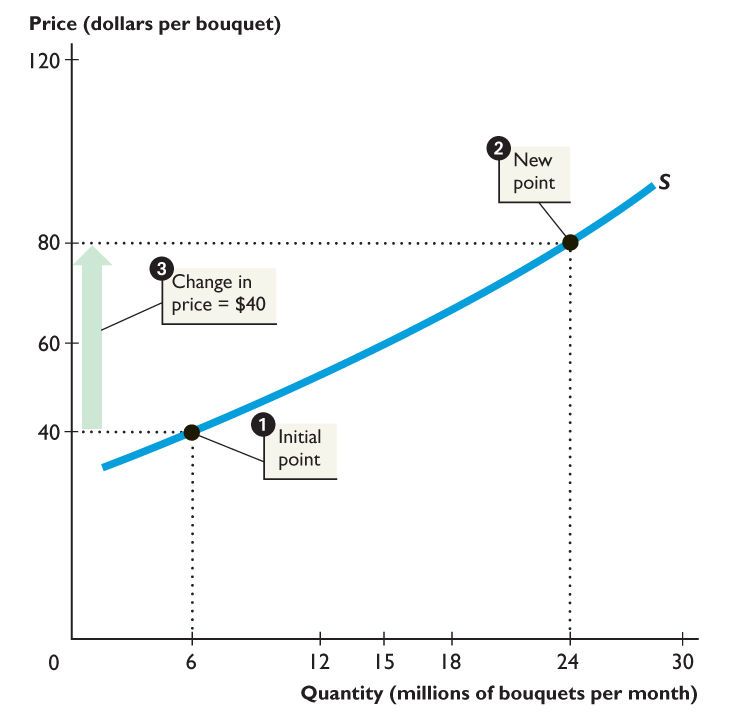 Price (dollars per bouquet)
120
2
New
point
S
80
3
Change in
price = $40
60
40
1
Initial
point
0
6
12
15
18
24
30
Quantity (millions of bouquets per month)